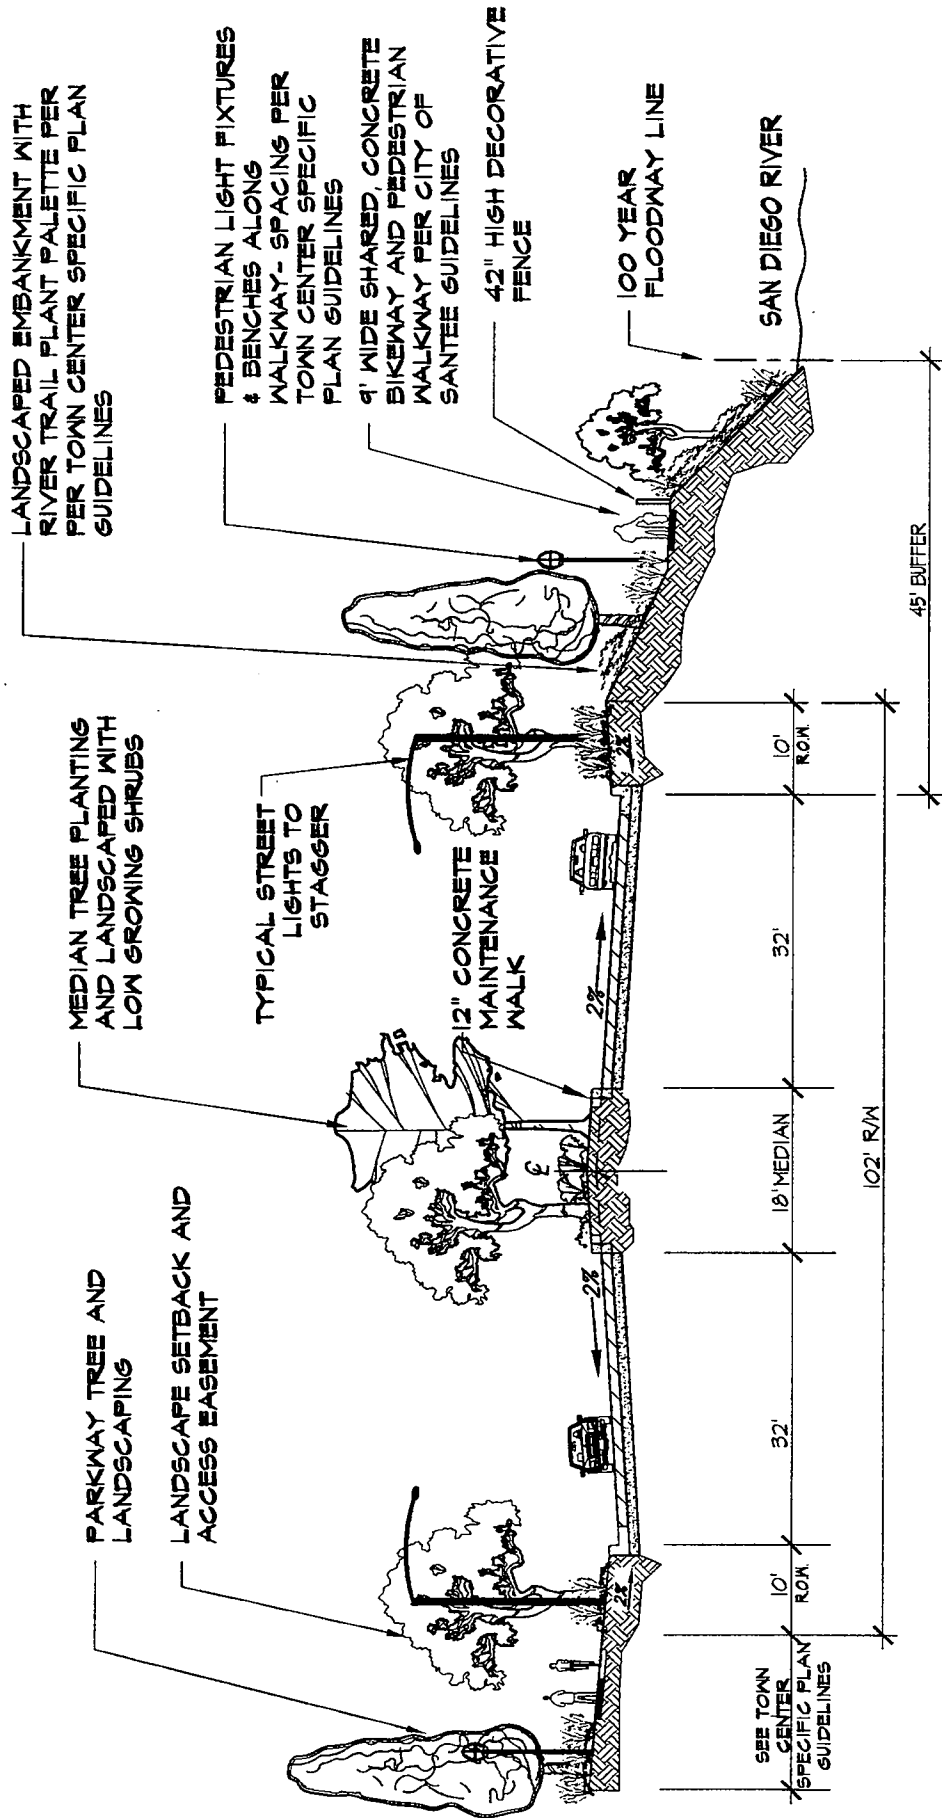 PARKWAY TREE AND
LANDSCAPING
LANDSCAPE SETBACK AND
ACCESS EASEMENT
MEDIAN TREE PLANTING
AND LANDSCAPED WITH
LOW GROWING SHRUBS
TYPICAL STREET
LIGHTS TO
STAGGER
12" CONCRETE
MAINTENANCE
WALK
LANDSCAPED EMBANKMENT WITH
RIVER TRAIL PLANT PALETTE PER
PER TOWN CENTER SPECIFIC PLAN
GUIDELINES
PEDESTRIAN LIGHT FIXTURES
& BENCHES ALONG
WALKWAY- SPACING PER
TOWN CENTER SPECIFIC
PLAN GUIDELINES
9' WIDE SHARED, CONCRETE
BIKEWAY AND PEDESTRIAN
WALKWAY PER CITY OF
SANTEE GUIDELINES
42" HIGH DECORATIVE
FENCE
100 YEAR
FLOODWAY LINE
SAN DIEGO RIVER
℄
2%
2%
2%
2%
SEE TOWN
CENTER
SPECIFIC PLAN
GUIDELINES
10'
R.O.W.
32'
18' MEDIAN
32'
10'
R.O.W.
102' R/W
45' BUFFER